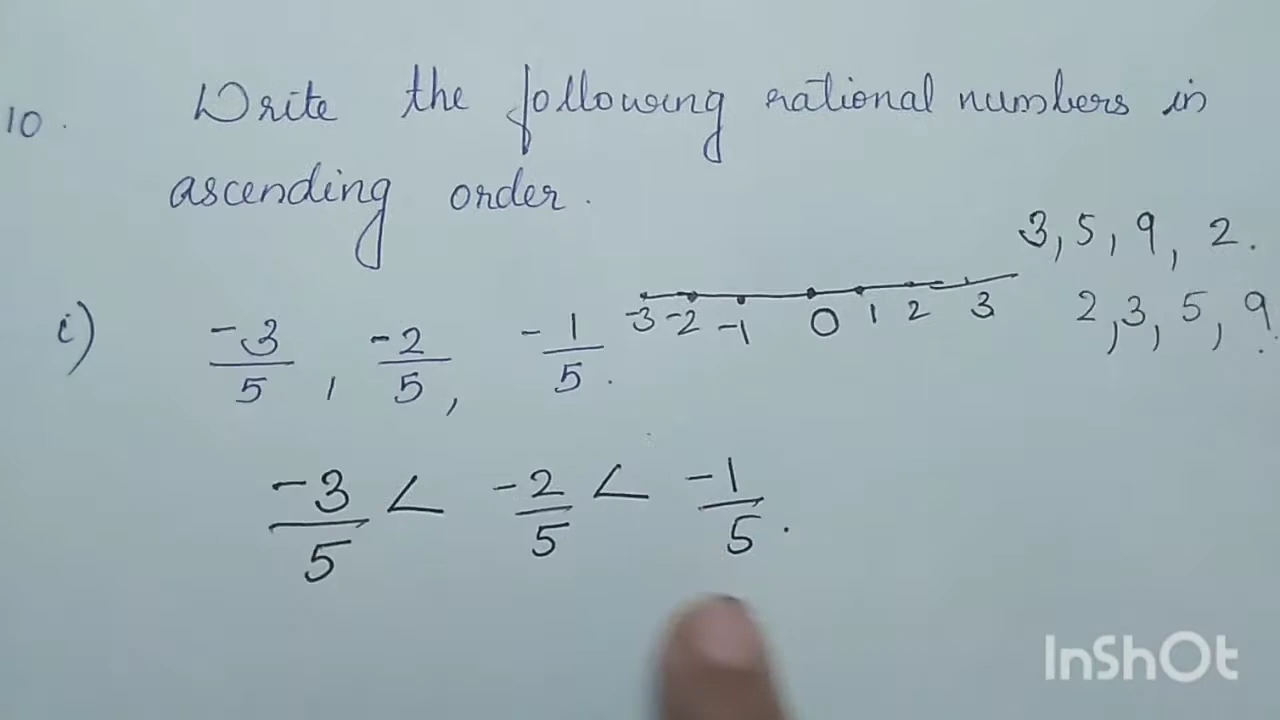 10. Write the following rational numbers in
ascending order.
3, 5, 9, 2.
-3 -2 -1 0 1 2 3
2, 3, 5, 9.
i) -3/5, -2/5, -1/5.
-3/5 < -2/5 < -1/5.
InShOt